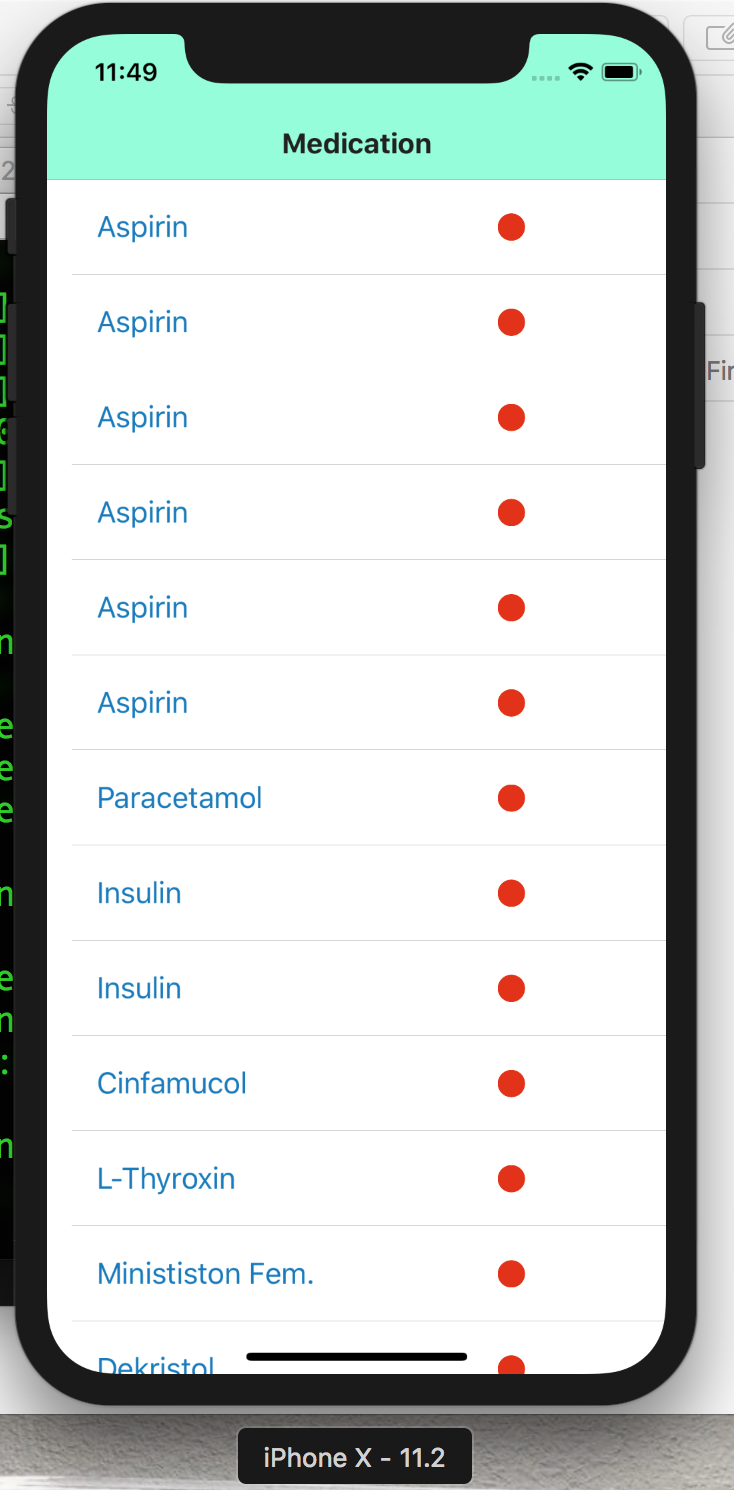 11:49
Medication
Aspirin
Aspirin
Aspirin
Aspirin
Aspirin
Aspirin
Paracetamol
Insulin
Insulin
Cinfamucol
L-Thyroxin
Minististon Fem.
Dekristol
iPhone X - 11.2